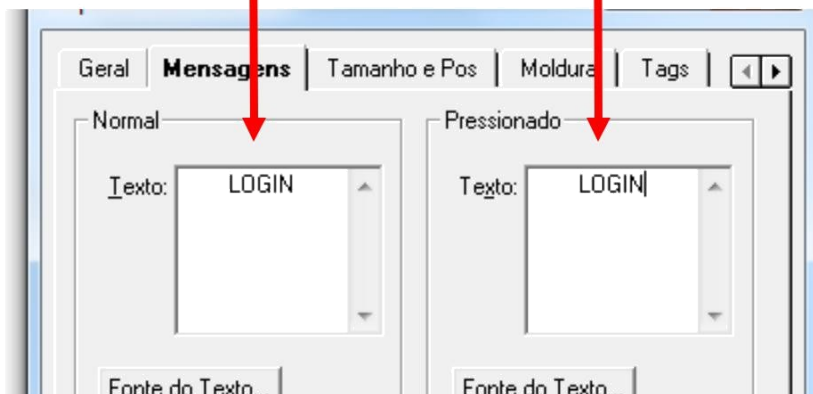 Geral Mensagens Tamanho e Pos Moldura Tags
Normal Pressionado
Texto: LOGIN Texto: LOGIN
Fonte do Texto... Fonte do Texto...